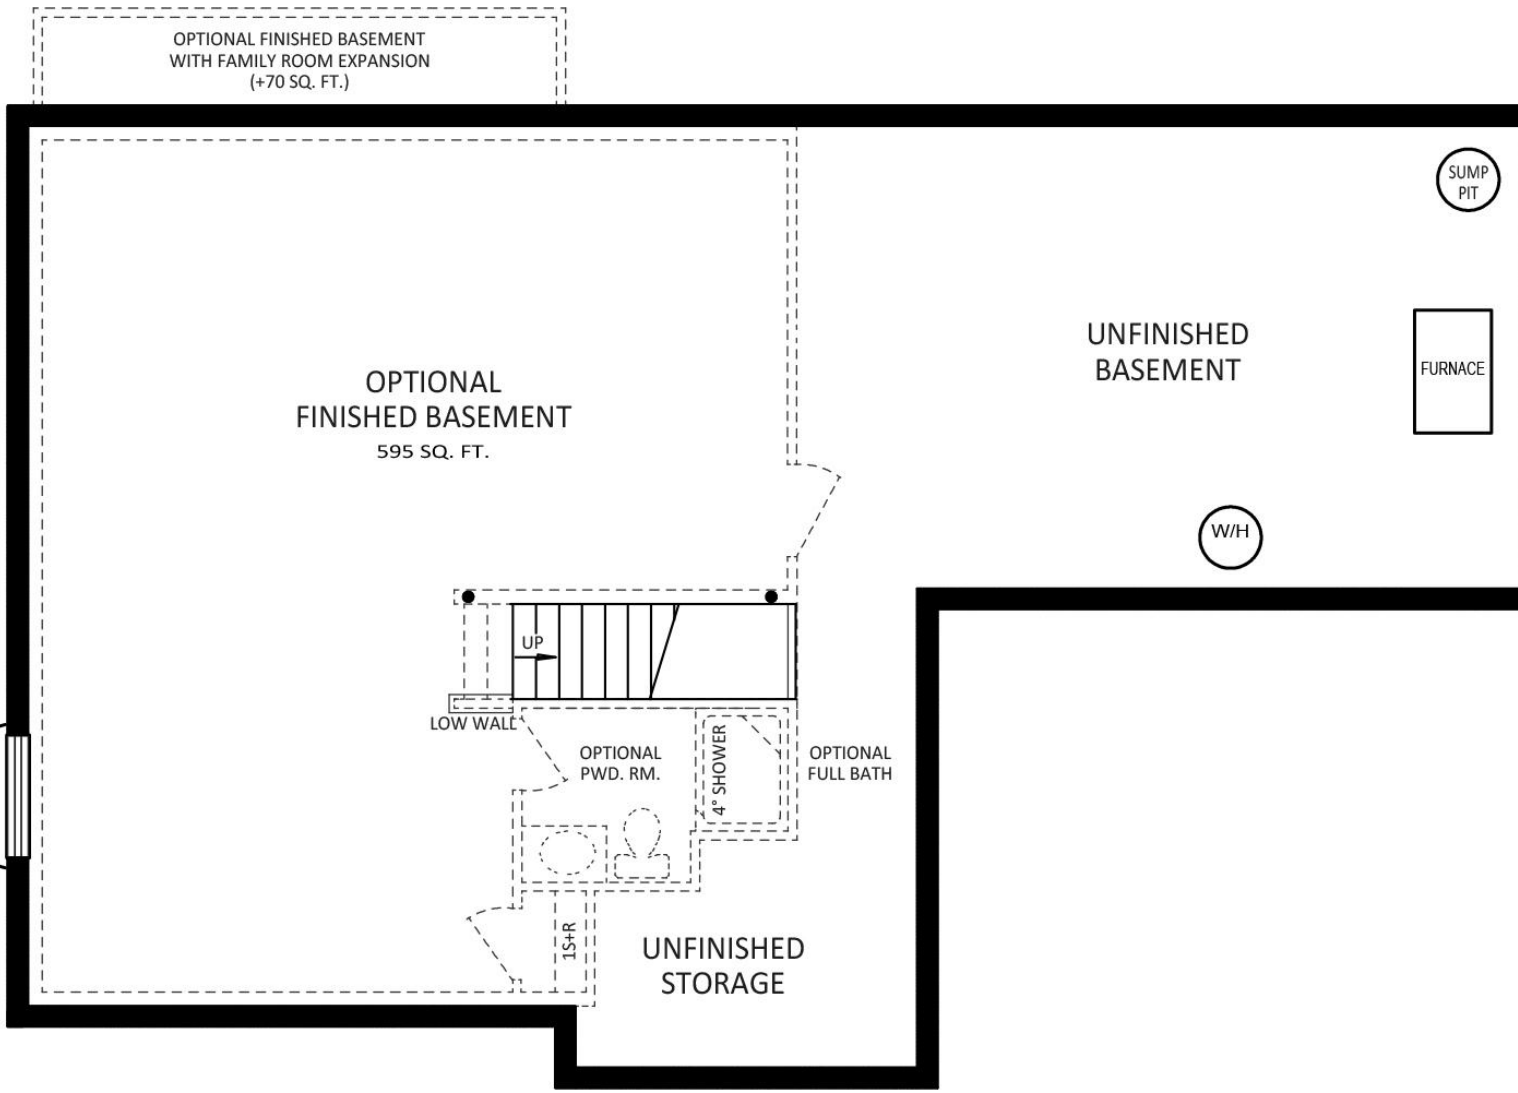 OPTIONAL FINISHED BASEMENT
WITH FAMILY ROOM EXPANSION
(+70 SQ. FT.)
SUMP
PIT
UNFINISHED
BASEMENT
FURNACE
OPTIONAL
FINISHED BASEMENT
595 SQ. FT.
W/H
UP
LOW WALL
OPTIONAL
PWD. RM.
4° SHOWER
OPTIONAL
FULL BATH
1S+R
UNFINISHED
STORAGE